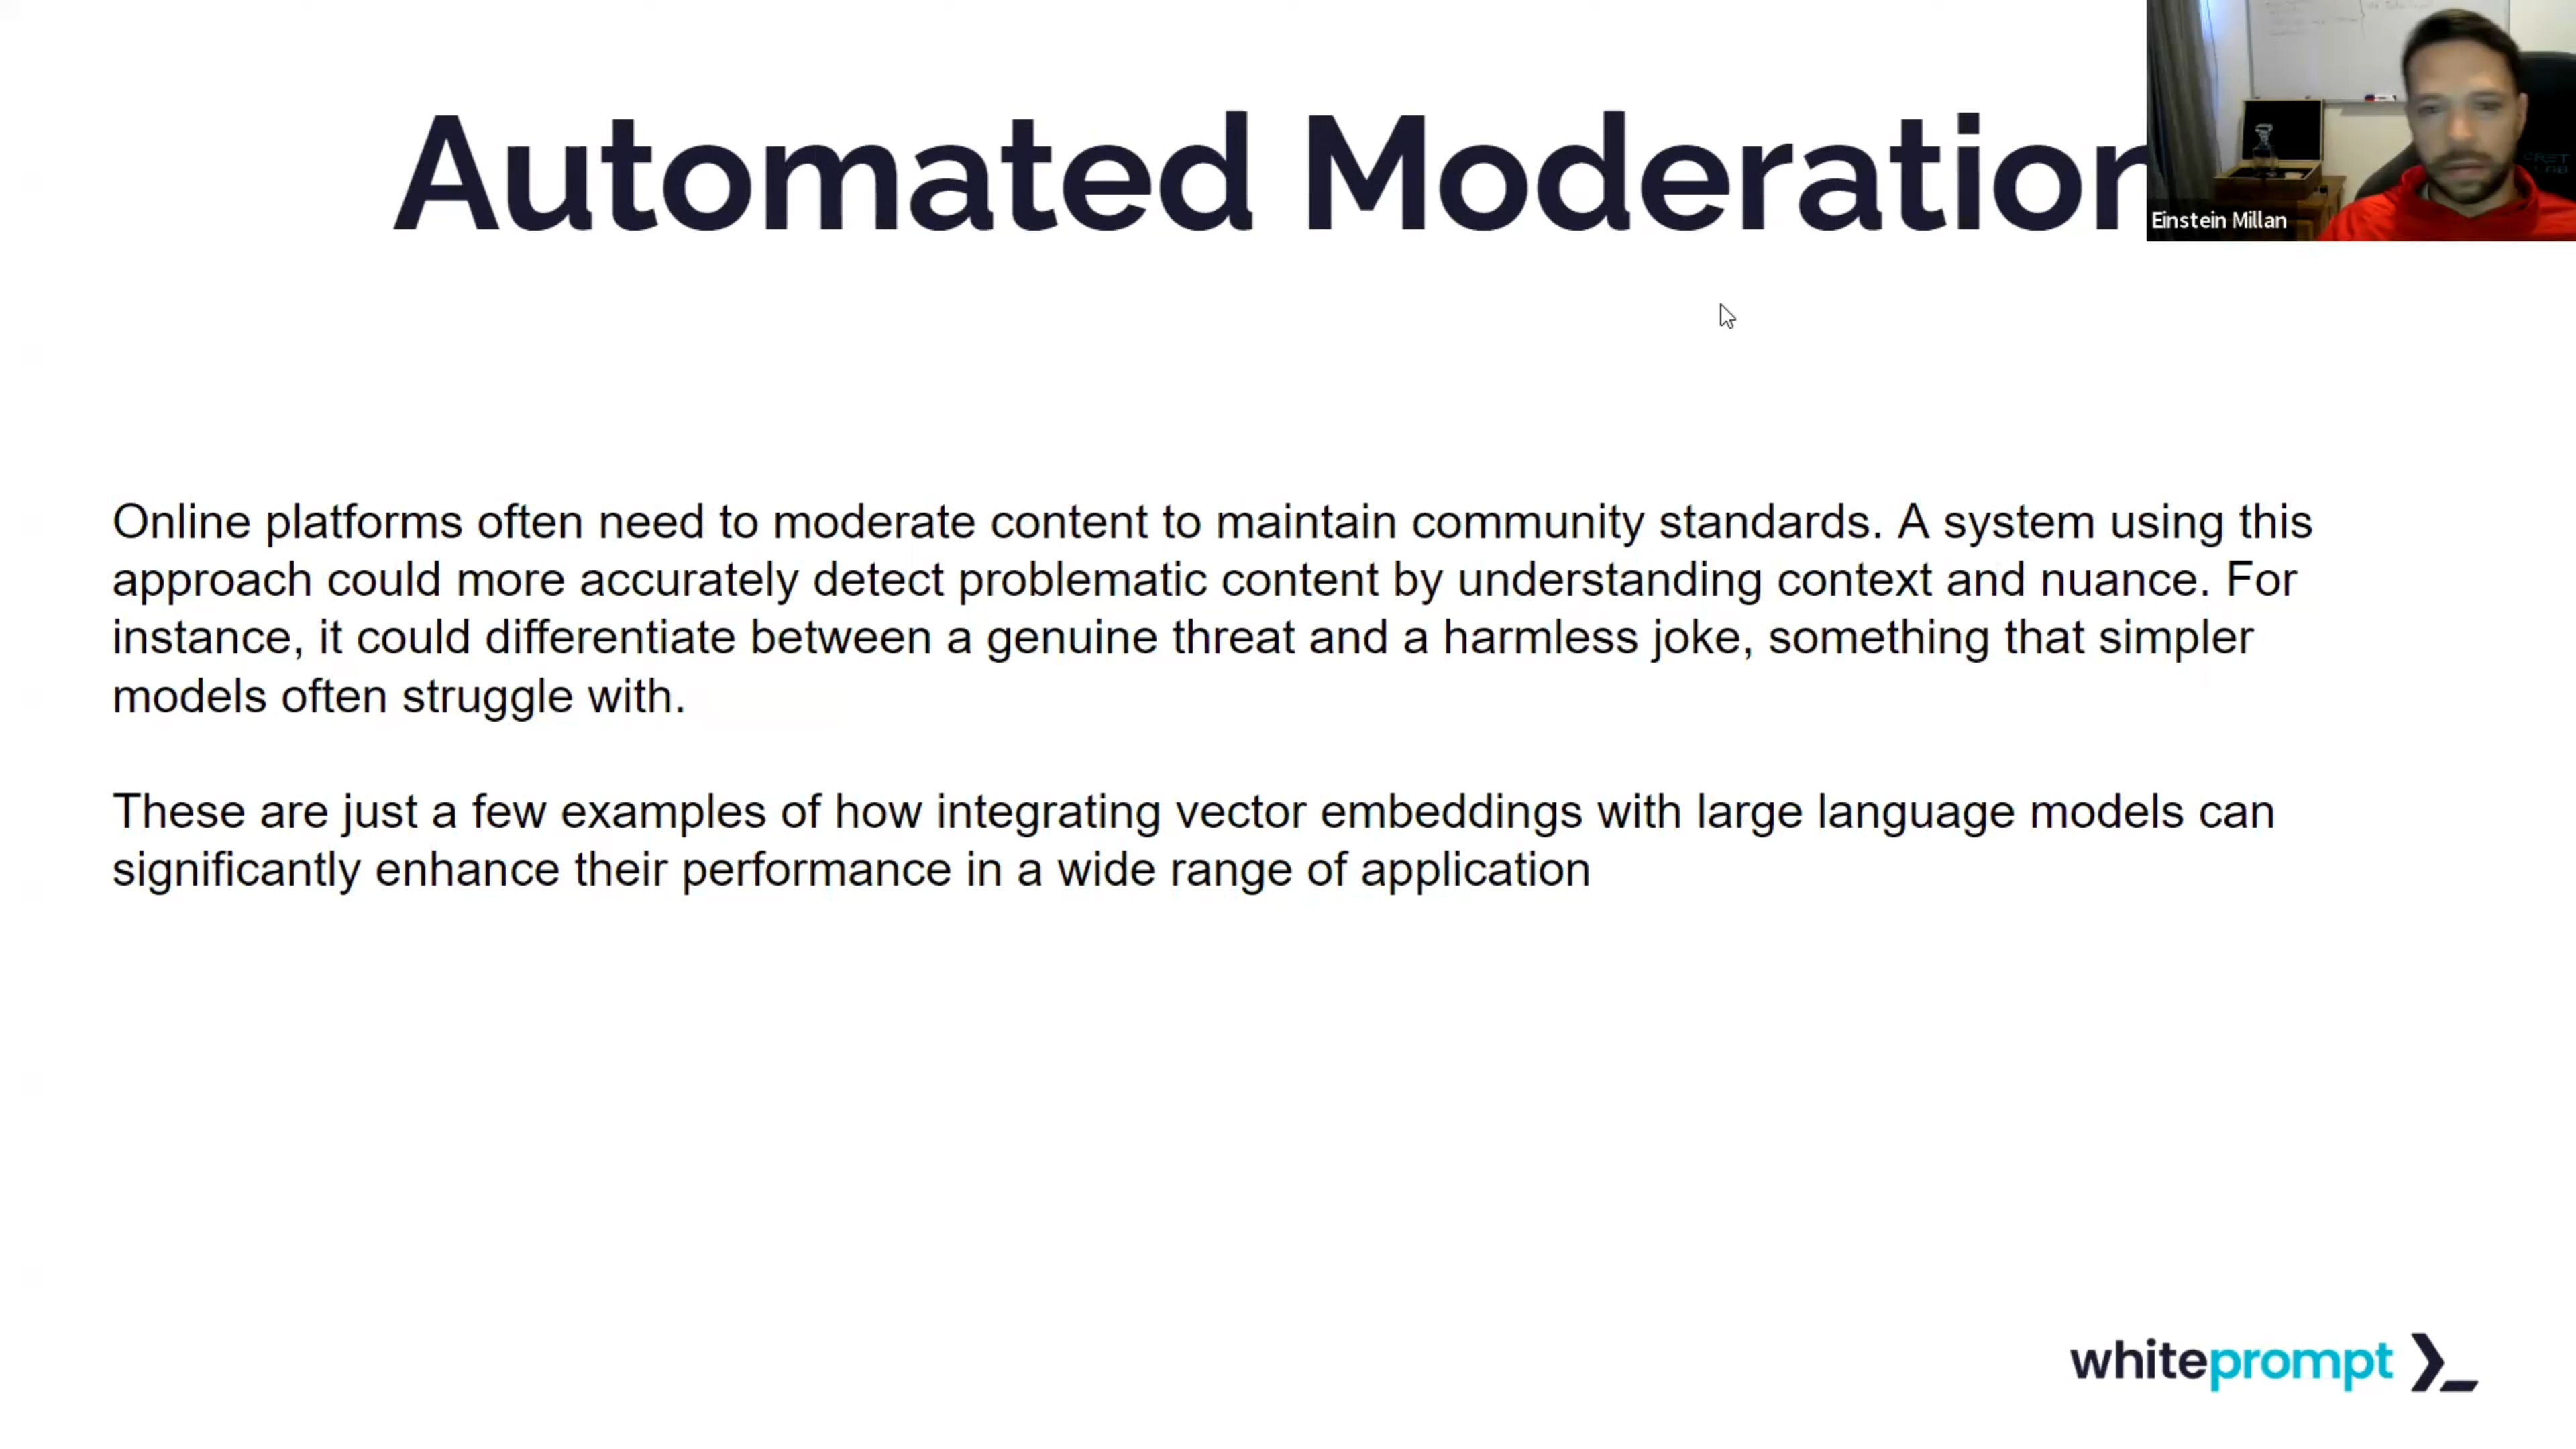 Automated Moderation
Einstein Millan
Online platforms often need to moderate content to maintain community standards. A system using this
approach could more accurately detect problematic content by understanding context and nuance. For
instance, it could differentiate between a genuine threat and a harmless joke, something that simpler
models often struggle with.
These are just a few examples of how integrating vector embeddings with large language models can
significantly enhance their performance in a wide range of application
whiteprompt